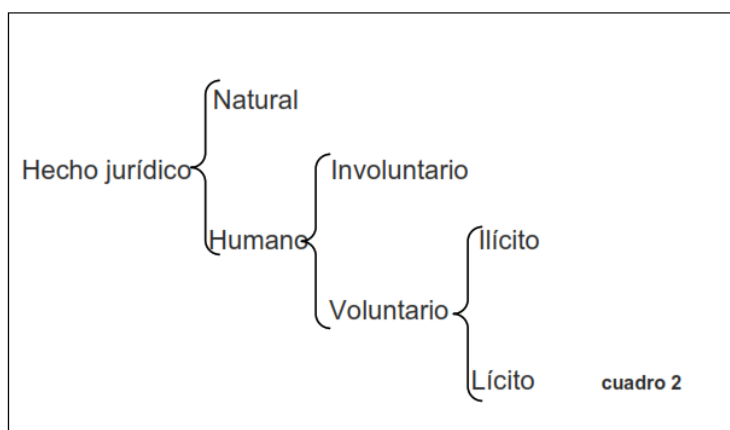 Natural
Hecho jurídico
Involuntario
Humano
Ilícito
Voluntario
Lícito
cuadro 2